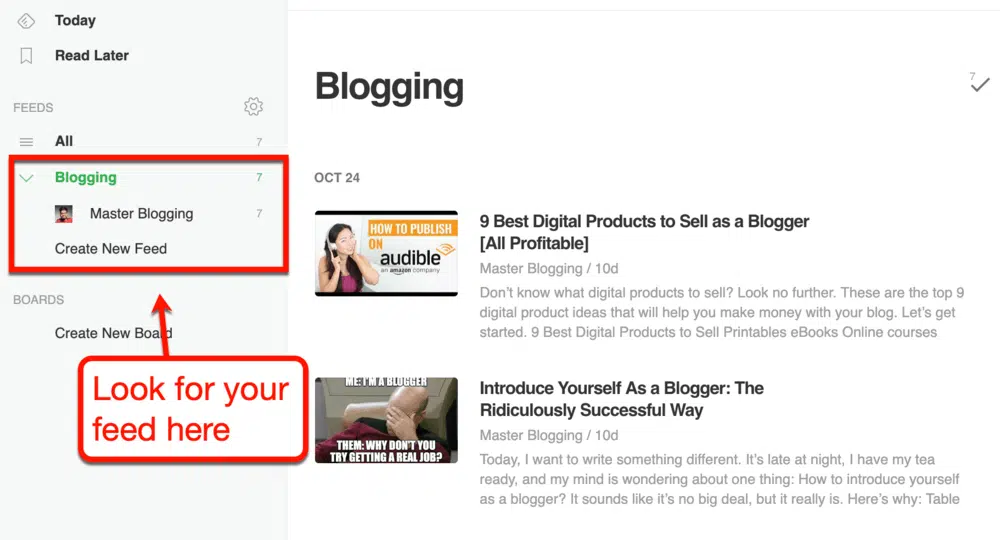 Today
Read Later
FEEDS
All 7
Blogging 7
Master Blogging 7
Create New Feed
BOARDS
Create New Board
Look for your
feed here
Blogging
7
OCT 24
HOW TO PUBLISH
ON
audible
an amazon company
9 Best Digital Products to Sell as a Blogger
[All Profitable]
Master Blogging / 10d
Don’t know what digital products to sell? Look no further. These are the top 9
digital product ideas that will help you make money with your blog. Let’s get
started. 9 Best Digital Products to Sell Printables eBooks Online courses
ME: I'M A BLOGGER
THEM: WHY DON'T YOU
TRY GETTING A REAL JOB?
Introduce Yourself As a Blogger: The
Ridiculously Successful Way
Master Blogging / 10d
Today, I want to write something different. It’s late at night, I have my tea
ready, and my mind is wondering about one thing: How to introduce yourself
as a blogger? It sounds like it’s no big deal, but it really is. Here’s why: Table